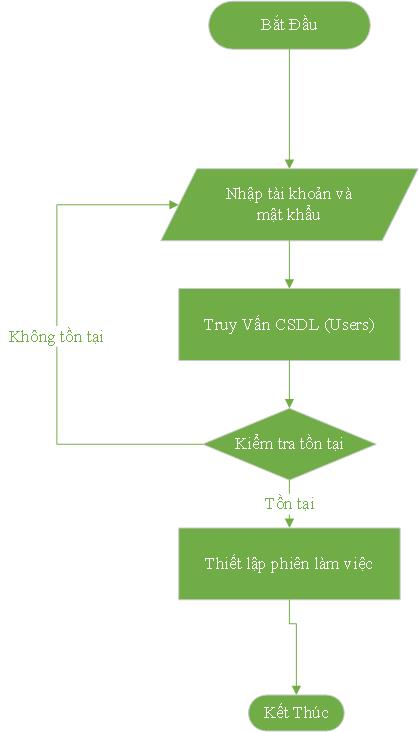 Bắt Đầu
Nhập tài khoản và
mật khẩu
Truy Vấn CSDL (Users)
Không tồn tại
Kiểm tra tồn tại
Tồn tại
Thiết lập phiên làm việc
Kết Thúc